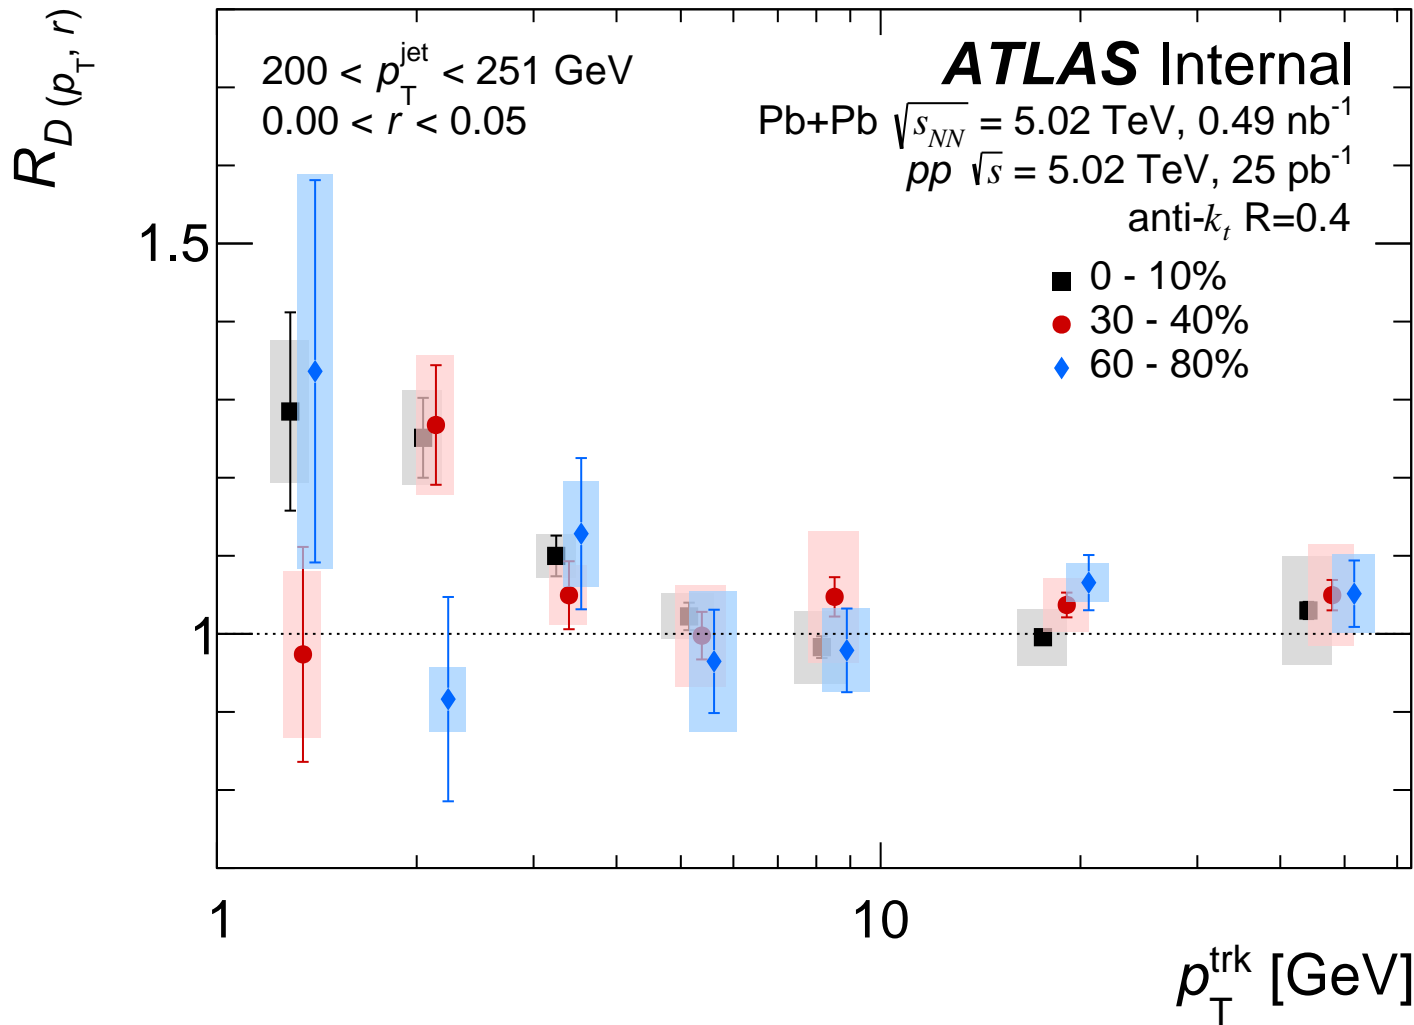 R_D (p_T, r)
200 < p_T^jet < 251 GeV
0.00 < r < 0.05
ATLAS Internal
Pb+Pb √s_NN = 5.02 TeV, 0.49 nb^-1
pp √s = 5.02 TeV, 25 pb^-1
anti-k_t R=0.4
0 - 10%
30 - 40%
60 - 80%
1.5
1
1
10
p_T^trk [GeV]